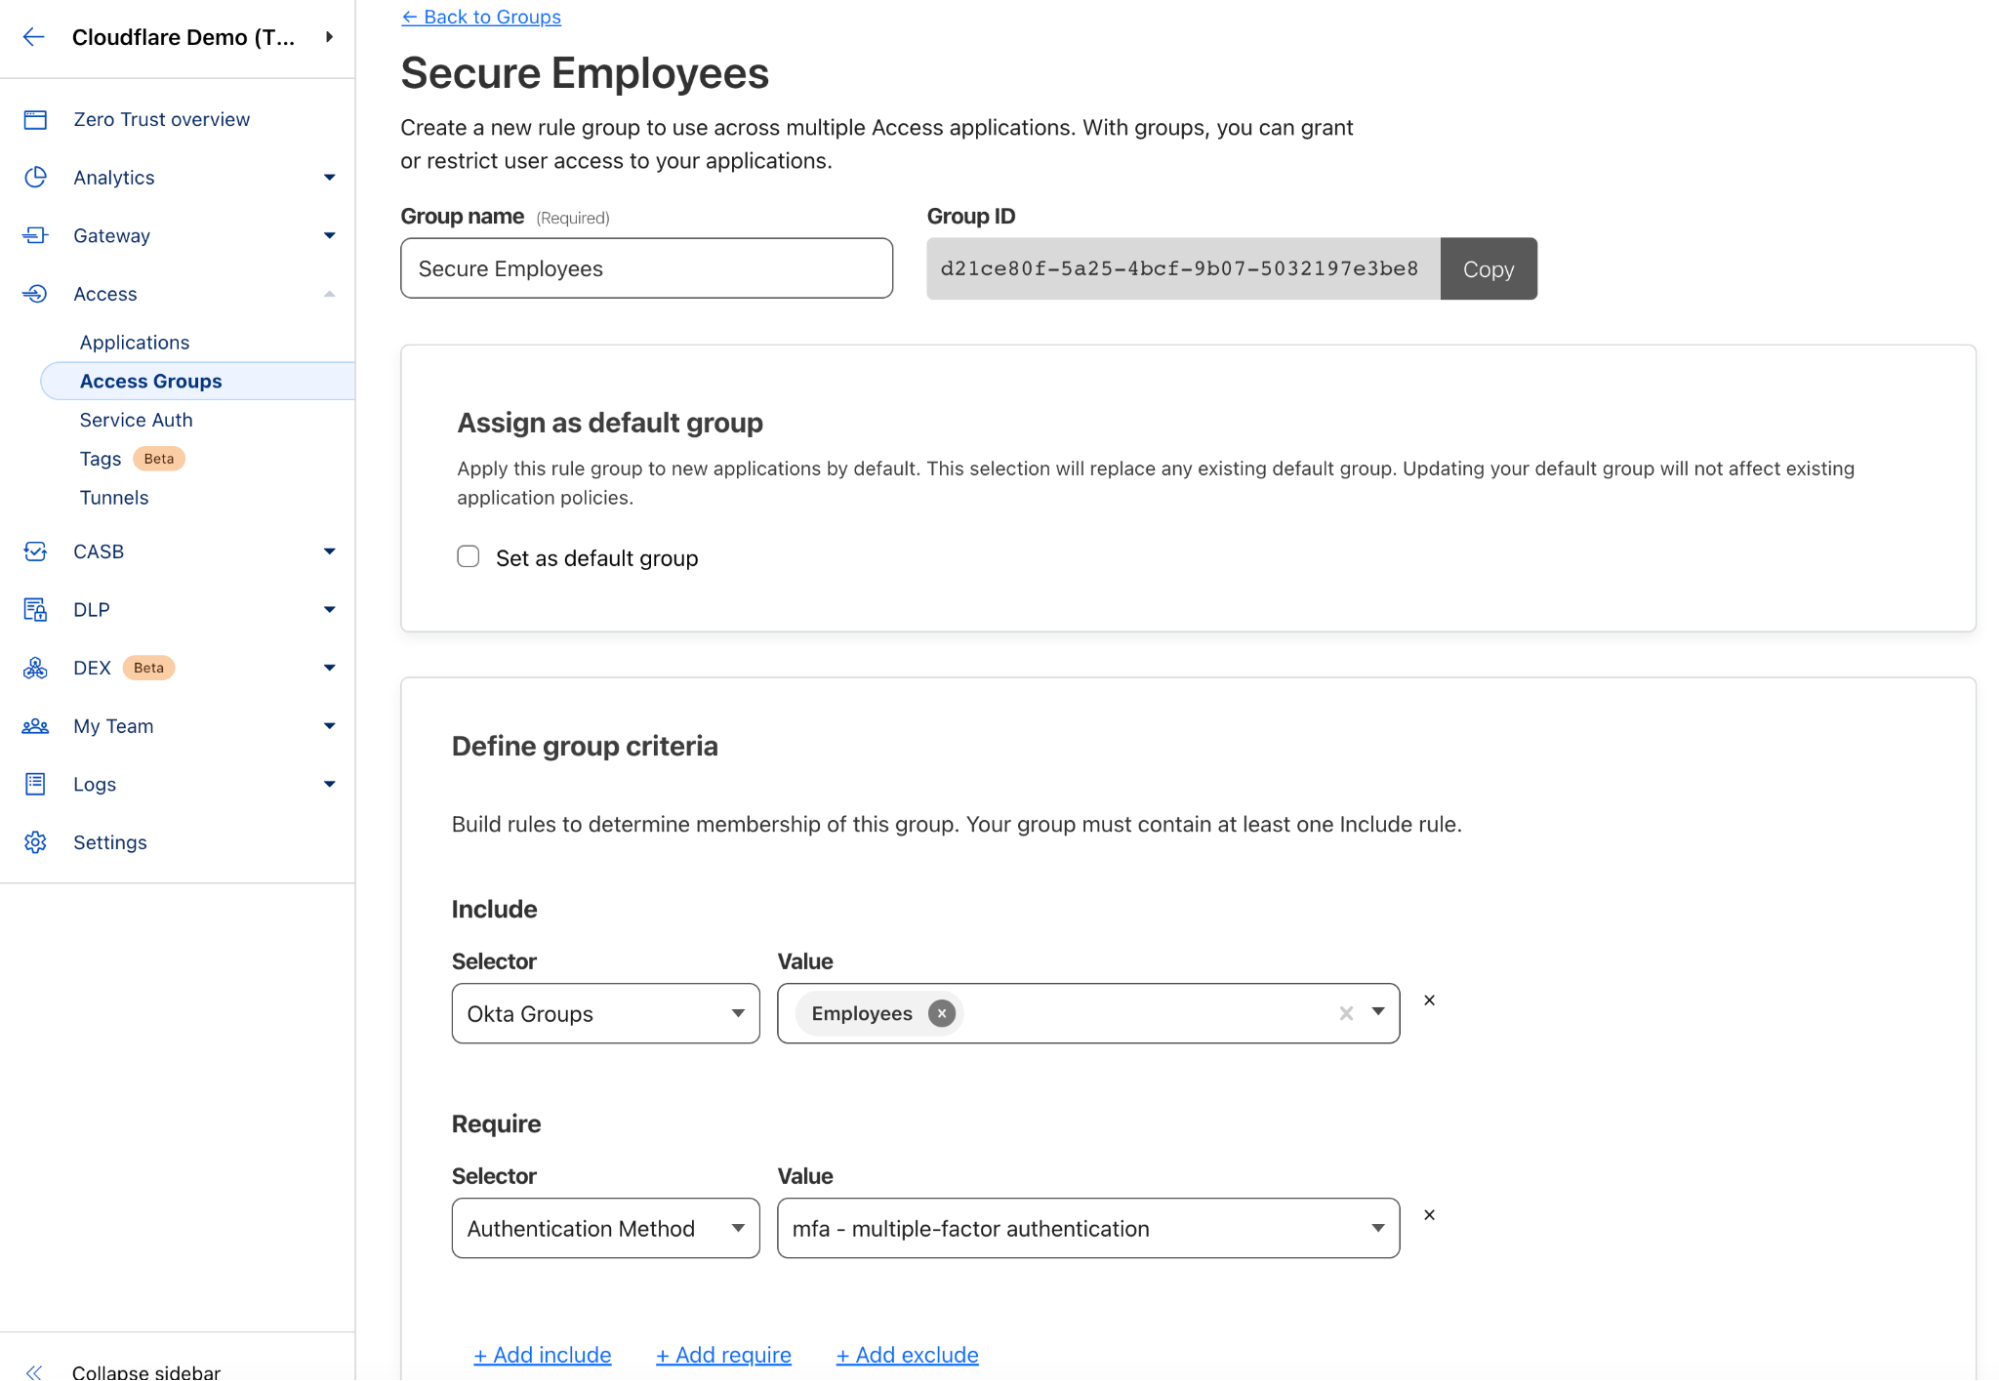 Cloudflare Demo (T...
Zero Trust overview
Analytics
Gateway
Access
Applications
Access Groups
Service Auth
Tags Beta
Tunnels
CASB
DLP
DEX Beta
My Team
Logs
Settings
Collapse sidebar
← Back to Groups
Secure Employees
Create a new rule group to use across multiple Access applications. With groups, you can grant
or restrict user access to your applications.
Group name (Required)
Secure Employees
Group ID
d21ce80f-5a25-4bcf-9b07-5032197e3be8 Copy
Assign as default group
Apply this rule group to new applications by default. This selection will replace any existing default group. Updating your default group will not affect existing
application policies.
Set as default group
Define group criteria
Build rules to determine membership of this group. Your group must contain at least one Include rule.
Include
Selector Value
Okta Groups Employees
Require
Selector Value
Authentication Method mfa - multiple-factor authentication
+ Add include + Add require + Add exclude